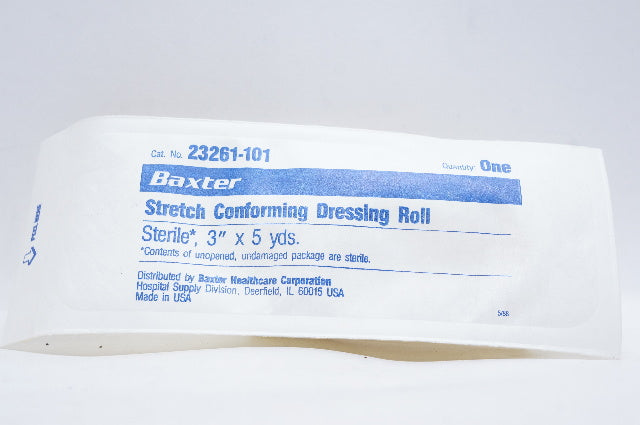 Cat. No. 23261-101
Quantity: One
Baxter
Stretch Conforming Dressing Roll
Sterile*, 3" x 5 yds.
*Contents of unopened, undamaged package are sterile.
Distributed by Baxter Healthcare Corporation
Hospital Supply Division, Deerfield, IL 60015 USA
Made in USA